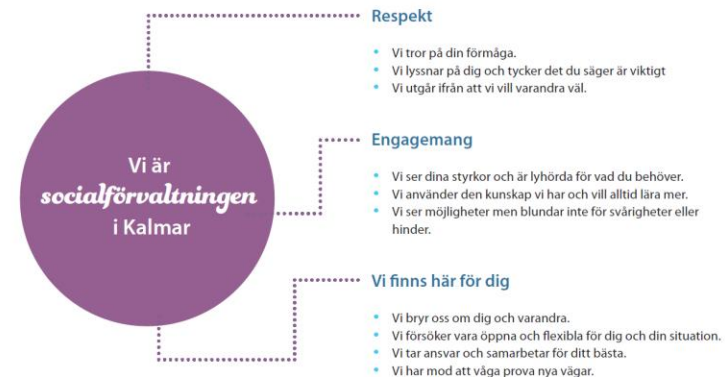 Respekt
Vi tror på din förmåga.
Vi lyssnar på dig och tycker det du säger är viktigt
Vi utgår ifrån att vi vill varandra väl.
Vi är
socialförvaltningen
i Kalmar
Engagemang
Vi ser dina styrkor och är lyhörda för vad du behöver.
Vi använder den kunskap vi har och vill alltid lära mer.
Vi ser möjligheter men blundar inte för svårigheter eller
hinder.
Vi finns här för dig
Vi bryr oss om dig och varandra.
Vi försöker vara öppna och flexibla för dig och din situation.
Vi tar ansvar och samarbetar för ditt bästa.
Vi har mod att våga prova nya vägar.